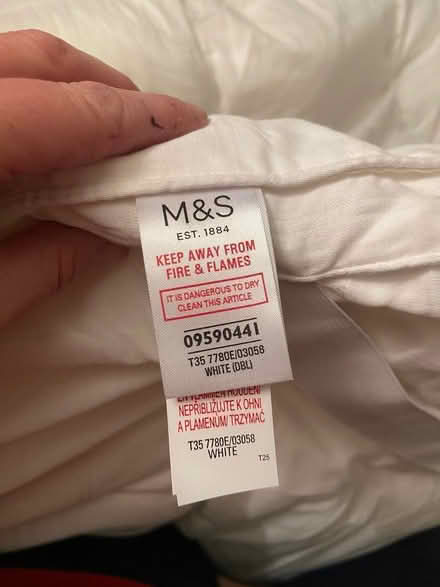 M&S
EST. 1884
KEEP AWAY FROM
FIRE & FLAMES
IT IS DANGEROUS TO DRY
CLEAN THIS ARTICLE
09590441
T35 7780E/03058
WHITE (DBL)
NEPŘIBLIŽUJTE K OHNI
A PLAMENŮM/ TRZYMAĆ
T35 7780E/03058
WHITE
T25